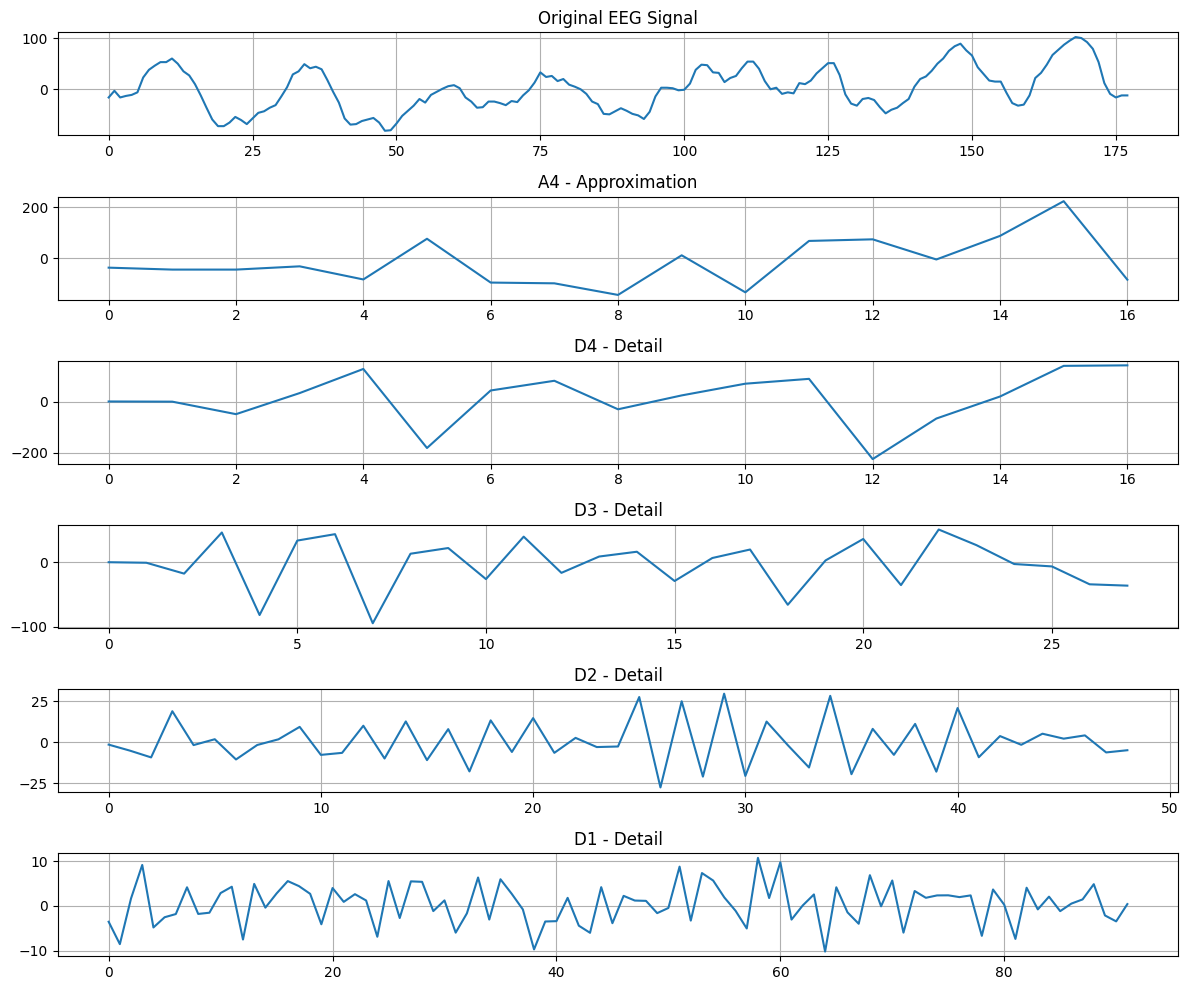 Original EEG Signal
100
0
0 25 50 75 100 125 150 175
A4 - Approximation
200
0
0 2 4 6 8 10 12 14 16
D4 - Detail
0
−200
0 2 4 6 8 10 12 14 16
D3 - Detail
0
−100
0 5 10 15 20 25
D2 - Detail
25
0
−25
0 10 20 30 40 50
D1 - Detail
10
0
−10
0 20 40 60 80